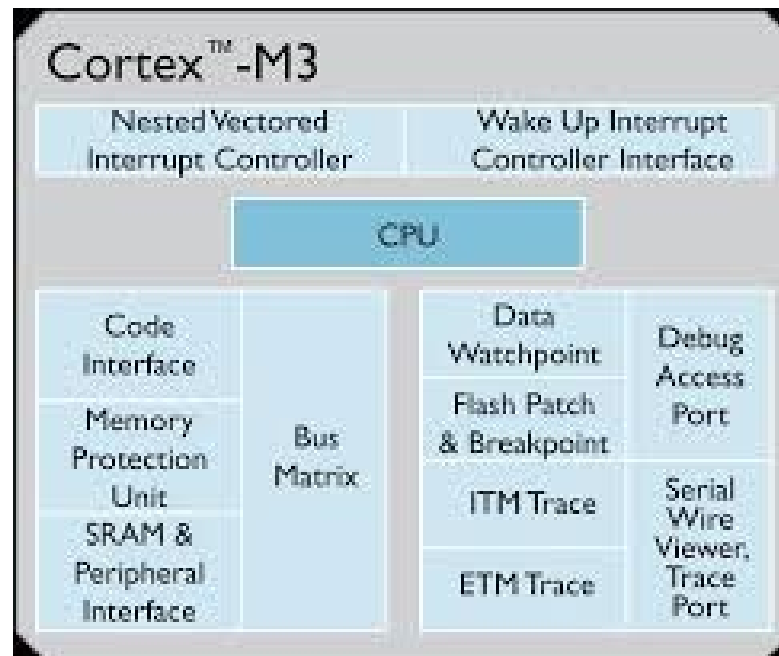 Cortex™-M3
Nested Vectored
Interrupt Controller
Wake Up Interrupt
Controller Interface
CPU
Code
Interface
Memory
Protection
Unit
SRAM &
Peripheral
Interface
Bus
Matrix
Data
Watchpoint
Flash Patch
& Breakpoint
ITM Trace
ETM Trace
Debug
Access
Port
Serial
Wire
Viewer,
Trace
Port